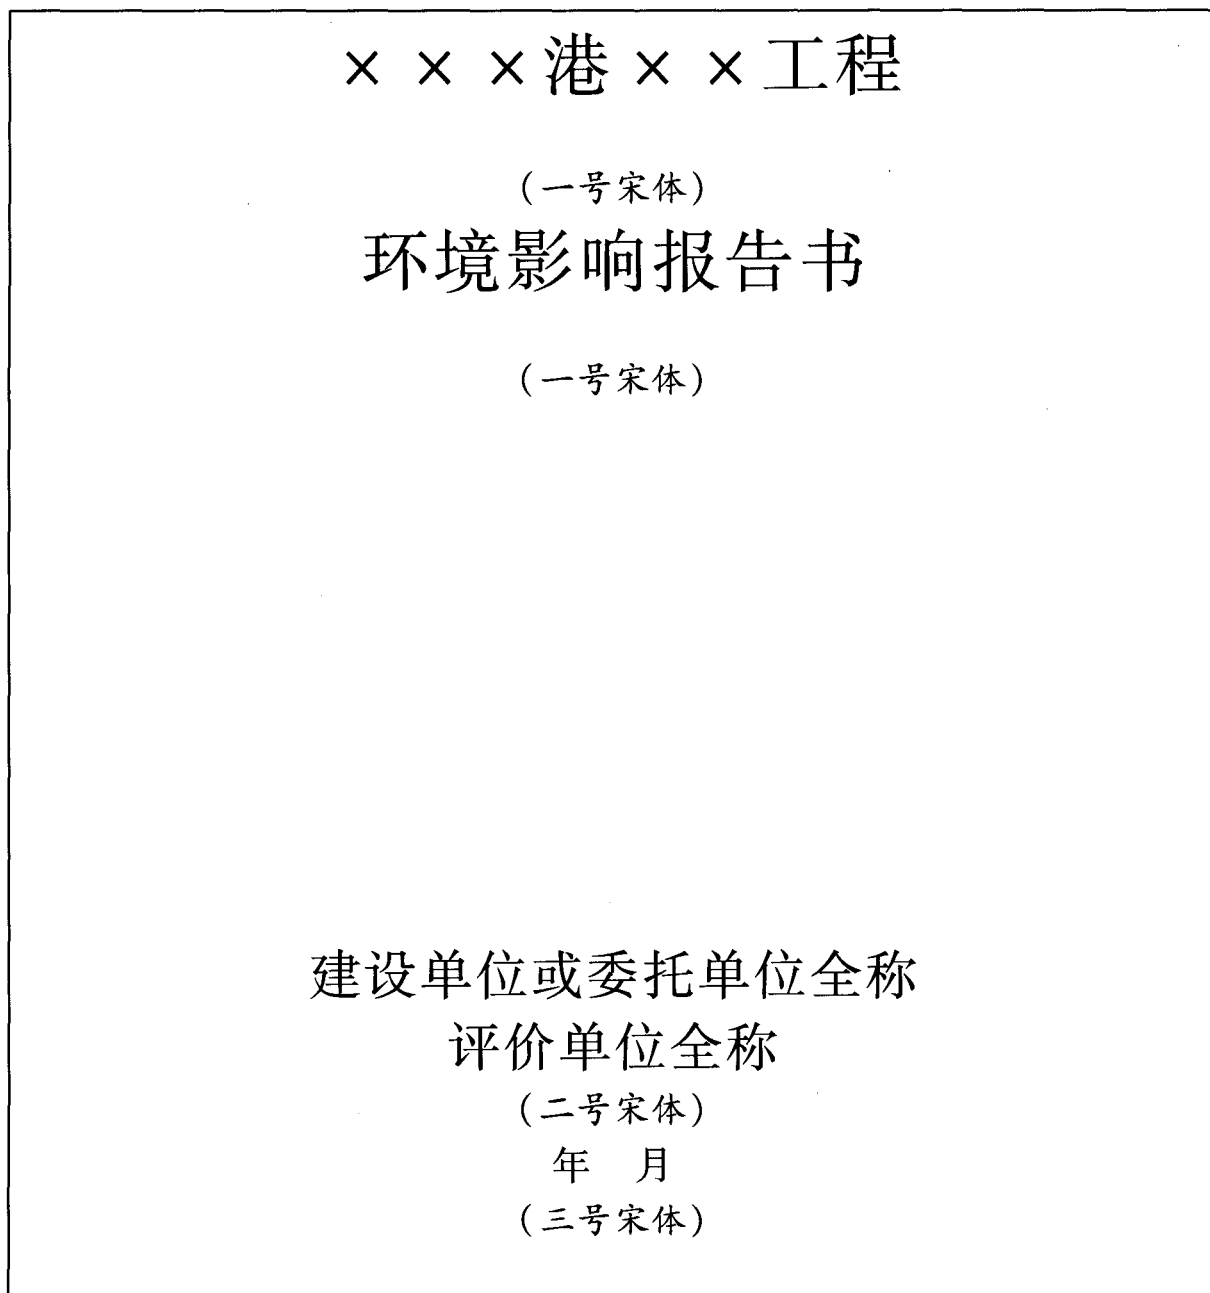 ×××港××工程
(一号宋体)
环境影响报告书
(一号宋体)
建设单位或委托单位全称
评价单位全称
(二号宋体)
年 月
(三号宋体)